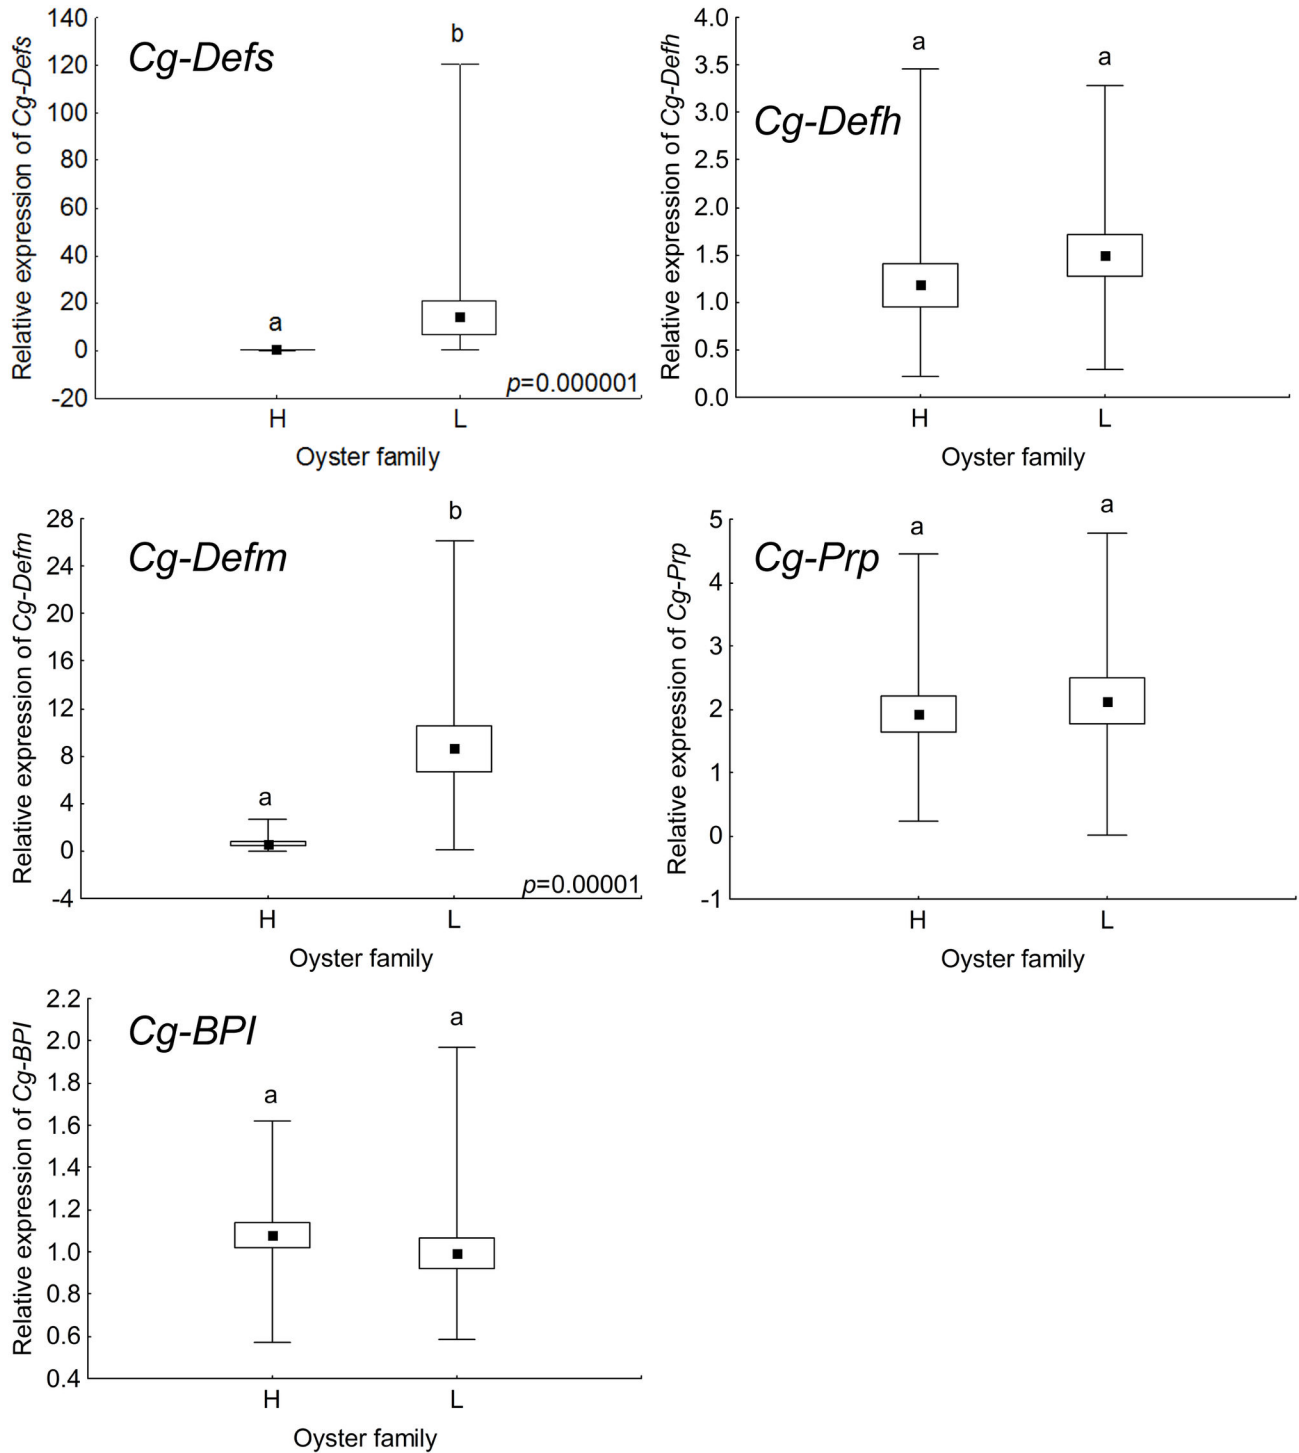 Cg-Defs
Relative expression of Cg-Defs
140
120
100
80
60
40
20
0
-20
a
b
p=0.000001
H
L
Oyster family
Cg-Defh
Relative expression of Cg-Defh
4.0
3.5
3.0
2.5
2.0
1.5
1.0
0.5
0.0
a
a
H
L
Oyster family
Cg-Defm
Relative expression of Cg-Defm
28
24
20
16
12
8
4
0
-4
a
b
p=0.00001
H
L
Oyster family
Cg-Prp
Relative expression of Cg-Prp
5
4
3
2
1
0
-1
a
a
H
L
Oyster family
Cg-BPI
Relative expression of Cg-BPI
2.2
2.0
1.8
1.6
1.4
1.2
1.0
0.8
0.6
0.4
a
a
H
L
Oyster family